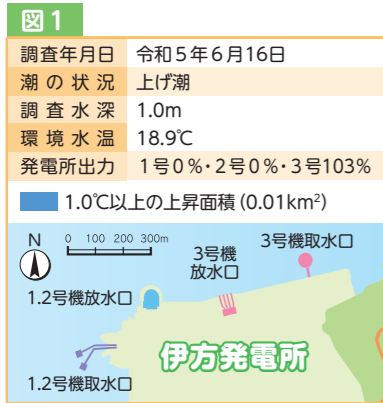 図1
調査年月日 令和5年6月16日
潮の状況 上げ潮
調査水深 1.0m
環境水温 18.9℃
発電所出力 1号0%・2号0%・3号103%
1.0℃以上の上昇面積(0.01km²)
N 0 100 200 300m
3号機取水口
3号機
放水口
1.2号機放水口
伊方発電所
1.2号機取水口